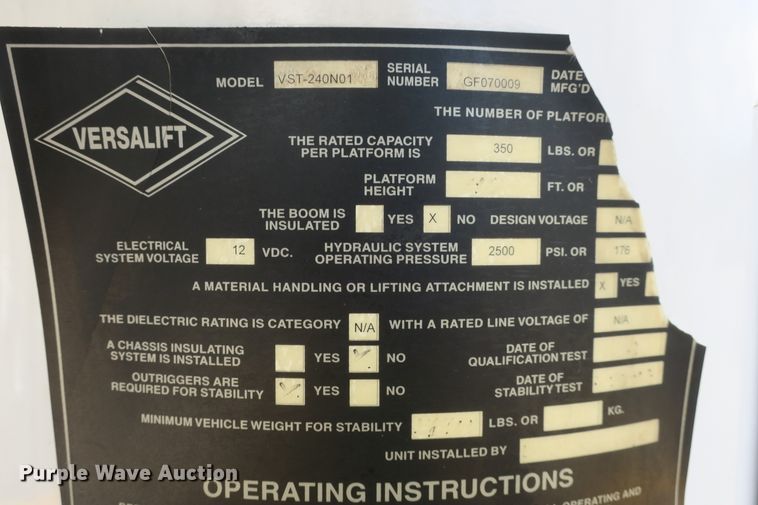 MODEL VST-240N01 SERIAL NUMBER GF070009 DATE MFG'D
VERSALIFT
THE NUMBER OF PLATFOR
THE RATED CAPACITY PER PLATFORM IS 350 LBS. OR
PLATFORM HEIGHT FT. OR
THE BOOM IS INSULATED YES X NO DESIGN VOLTAGE N/A
ELECTRICAL SYSTEM VOLTAGE 12 VDC. HYDRAULIC SYSTEM OPERATING PRESSURE 2500 PSI. OR 176
A MATERIAL HANDLING OR LIFTING ATTACHMENT IS INSTALLED X YES
THE DIELECTRIC RATING IS CATEGORY N/A WITH A RATED LINE VOLTAGE OF N/A
A CHASSIS INSULATING SYSTEM IS INSTALLED YES ✓ NO DATE OF QUALIFICATION TEST
OUTRIGGERS ARE REQUIRED FOR STABILITY ✓ YES NO DATE OF STABILITY TEST
MINIMUM VEHICLE WEIGHT FOR STABILITY LBS. OR KG.
UNIT INSTALLED BY
OPERATING INSTRUCTIONS
OPERATING AND
Purple Wave Auction